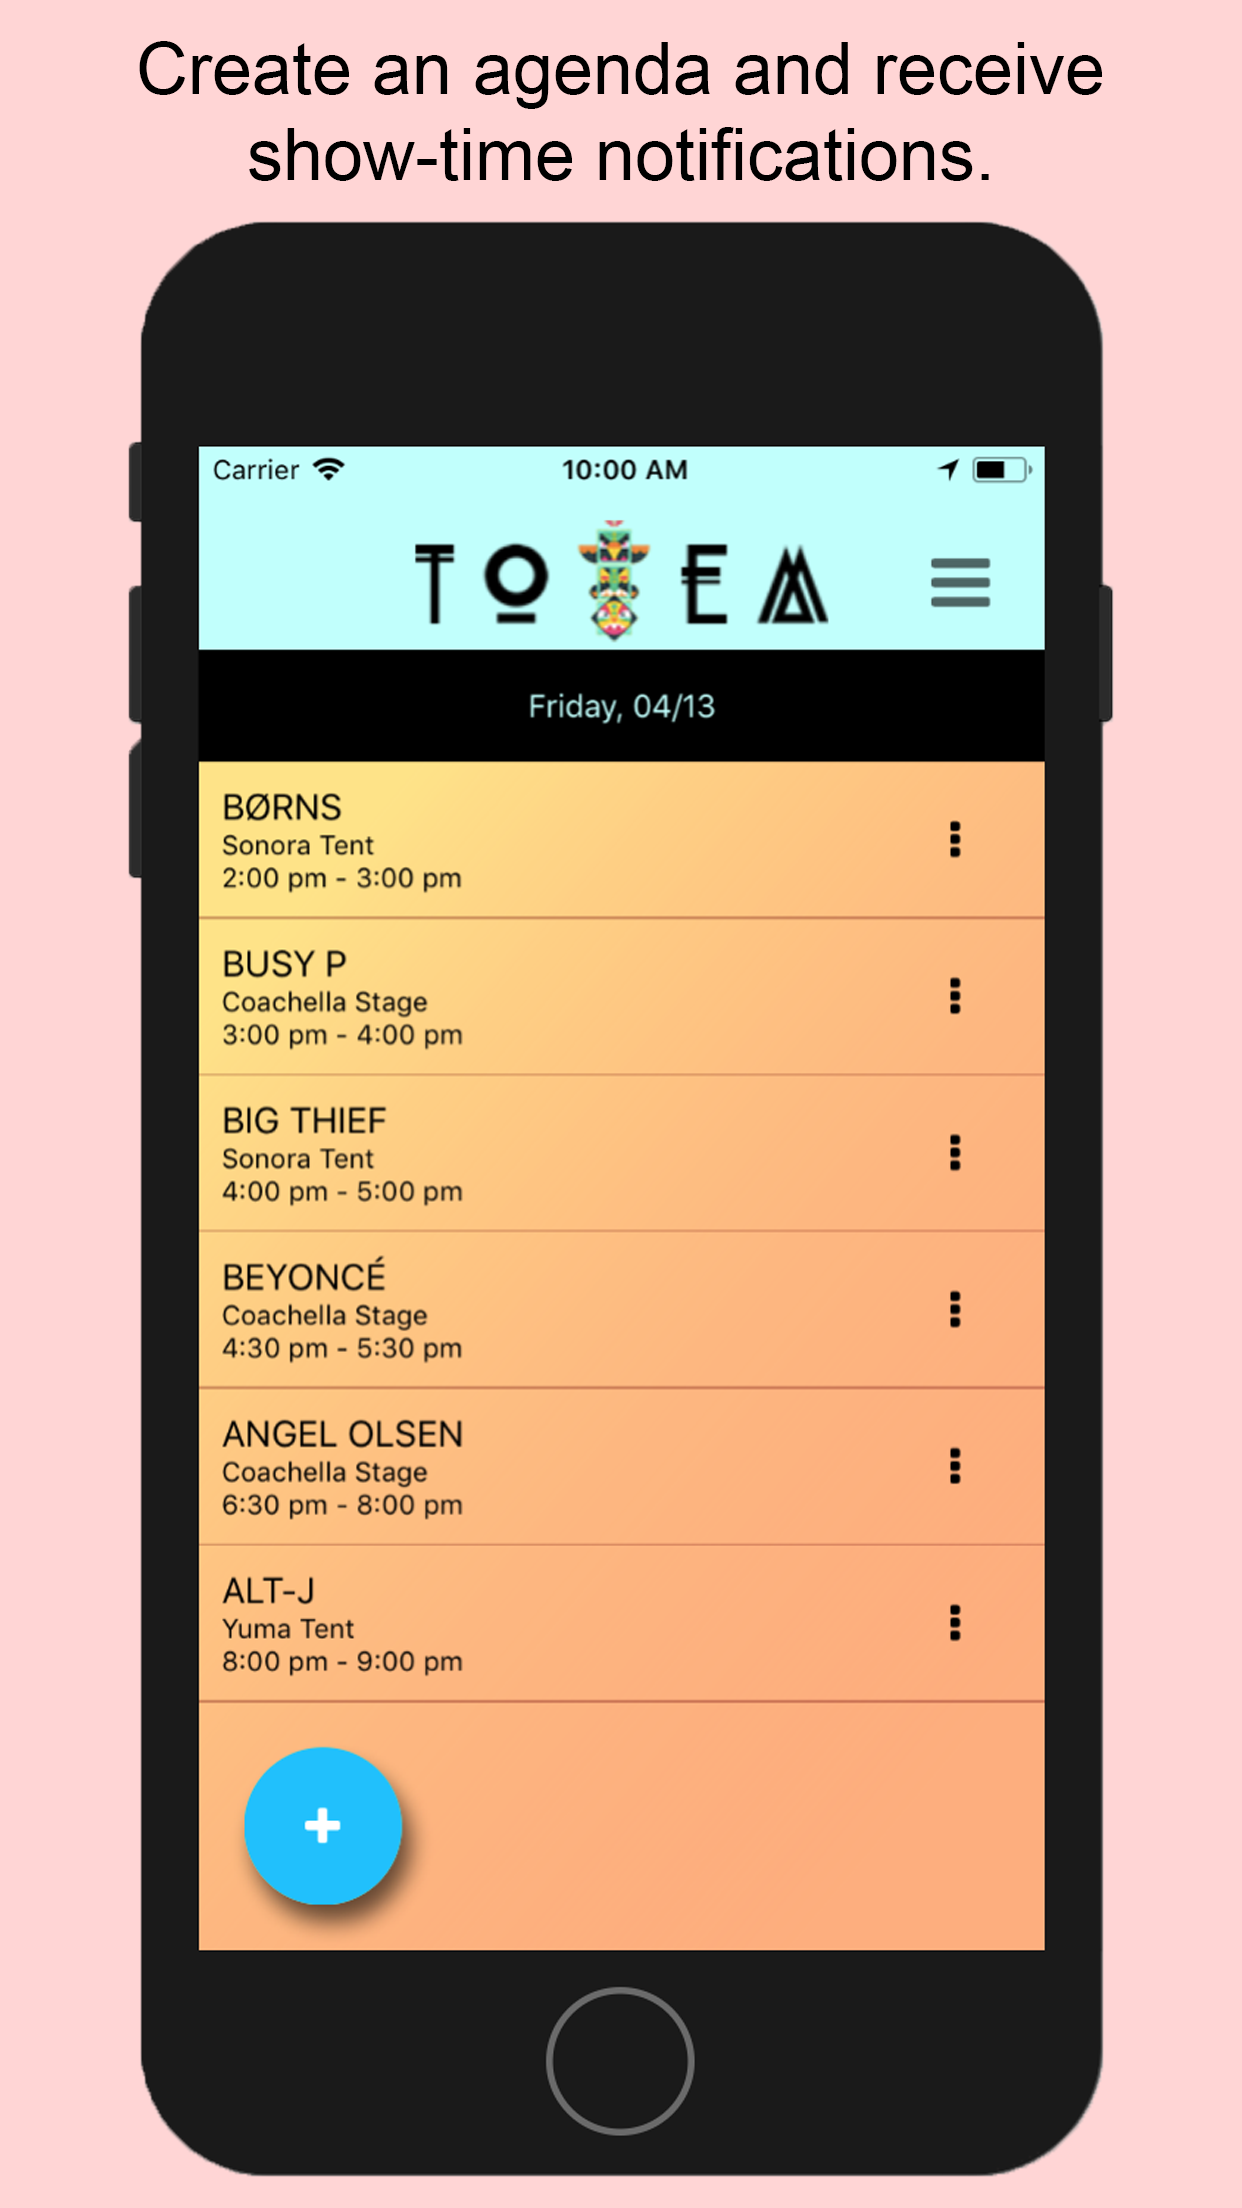 Create an agenda and receive
show-time notifications.
Carrier 10:00 AM
TOTEM
Friday, 04/13
BØRNS
Sonora Tent
2:00 pm - 3:00 pm
BUSY P
Coachella Stage
3:00 pm - 4:00 pm
BIG THIEF
Sonora Tent
4:00 pm - 5:00 pm
BEYONCÉ
Coachella Stage
4:30 pm - 5:30 pm
ANGEL OLSEN
Coachella Stage
6:30 pm - 8:00 pm
ALT-J
Yuma Tent
8:00 pm - 9:00 pm